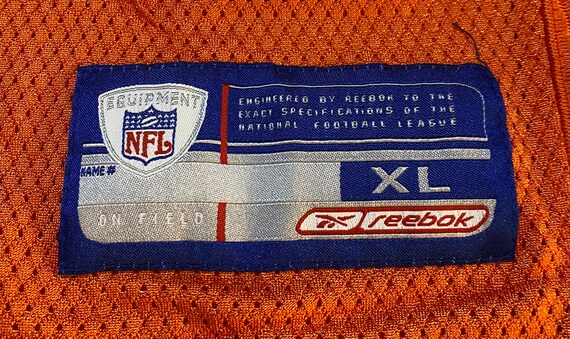 EQUIPMENT
NFL
ENGINEERED BY REEBOK TO THE
EXACT SPECIFICATIONS OF THE
NATIONAL FOOTBALL LEAGUE
NAME #
XL
ON FIELD
Reebok